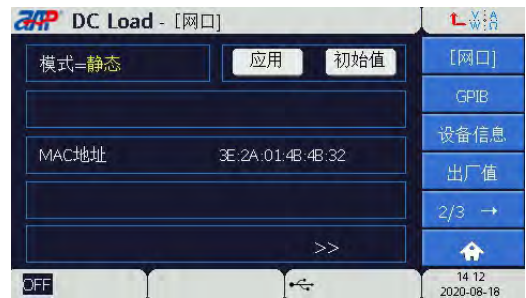 ZAP DC Load - [网口]
模式=静态 应用 初始值
MAC地址 3E:2A:01:4B:4B:32
>>
OFF
[网口]
GPIB
设备信息
出厂值
2/3 →
14 12
2020-08-18